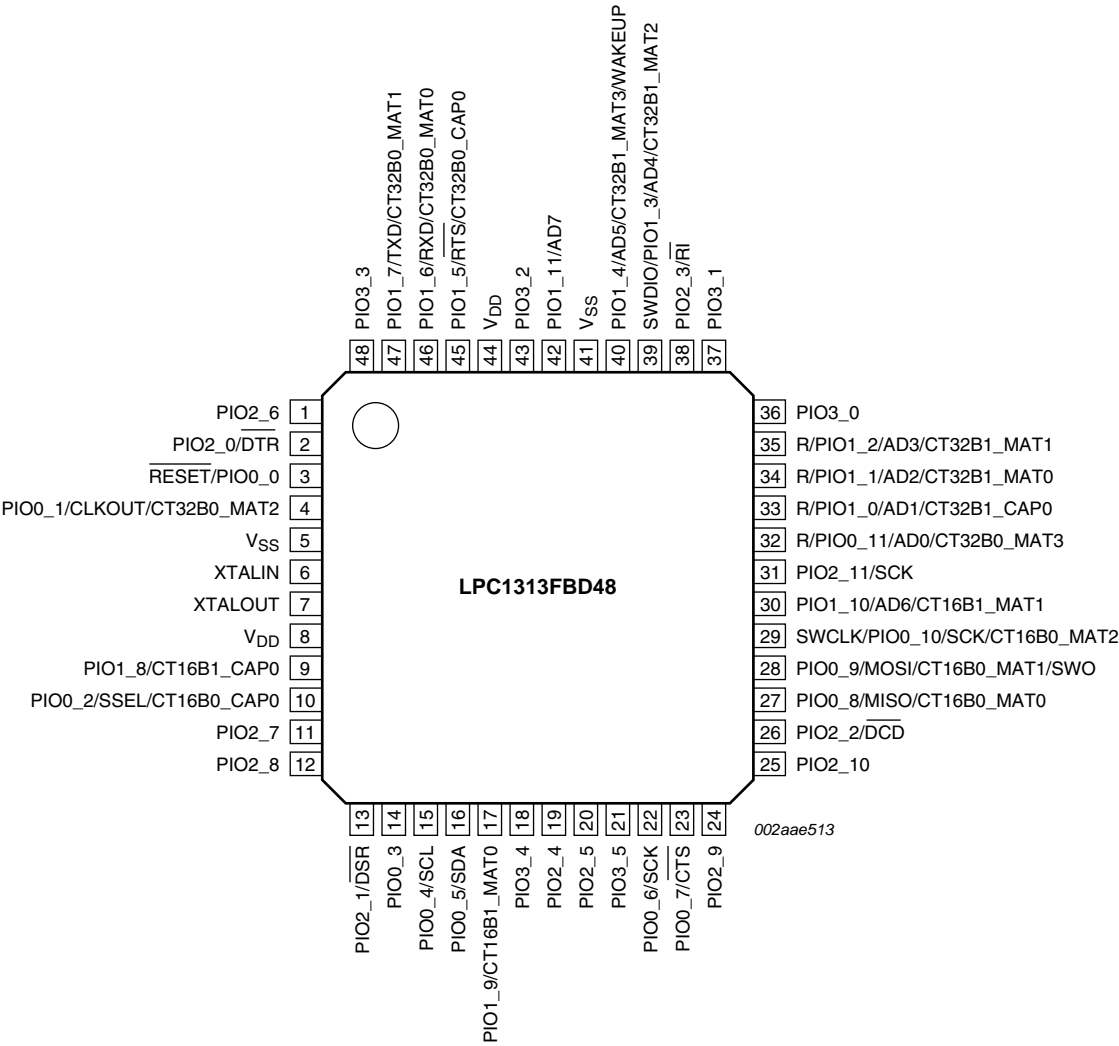 PIO3_3
PIO1_7/TXD/CT32B0_MAT1
PIO1_6/RXD/CT32B0_MAT0
PIO1_5/RTS/CT32B0_CAP0
VDD
PIO3_2
PIO1_11/AD7
VSS
PIO1_4/AD5/CT32B1_MAT3/WAKEUP
SWDIO/PIO1_3/AD4/CT32B1_MAT2
PIO2_3/RI
PIO3_1
48 47 46 45 44 43 42 41 40 39 38 37
PIO2_6 1
PIO2_0/DTR 2
RESET/PIO0_0 3
PIO0_1/CLKOUT/CT32B0_MAT2 4
VSS 5
XTALIN 6
XTALOUT 7
VDD 8
PIO1_8/CT16B1_CAP0 9
PIO0_2/SSEL/CT16B0_CAP0 10
PIO2_7 11
PIO2_8 12
LPC1313FBD48
36 PIO3_0
35 R/PIO1_2/AD3/CT32B1_MAT1
34 R/PIO1_1/AD2/CT32B1_MAT0
33 R/PIO1_0/AD1/CT32B1_CAP0
32 R/PIO0_11/AD0/CT32B0_MAT3
31 PIO2_11/SCK
30 PIO1_10/AD6/CT16B1_MAT1
29 SWCLK/PIO0_10/SCK/CT16B0_MAT2
28 PIO0_9/MOSI/CT16B0_MAT1/SWO
27 PIO0_8/MISO/CT16B0_MAT0
26 PIO2_2/DCD
25 PIO2_10
13 14 15 16 17 18 19 20 21 22 23 24
PIO2_1/DSR
PIO0_3
PIO0_4/SCL
PIO0_5/SDA
PIO1_9/CT16B1_MAT0
PIO3_4
PIO2_4
PIO2_5
PIO3_5
PIO0_6/SCK
PIO0_7/CTS
PIO2_9
002aae513